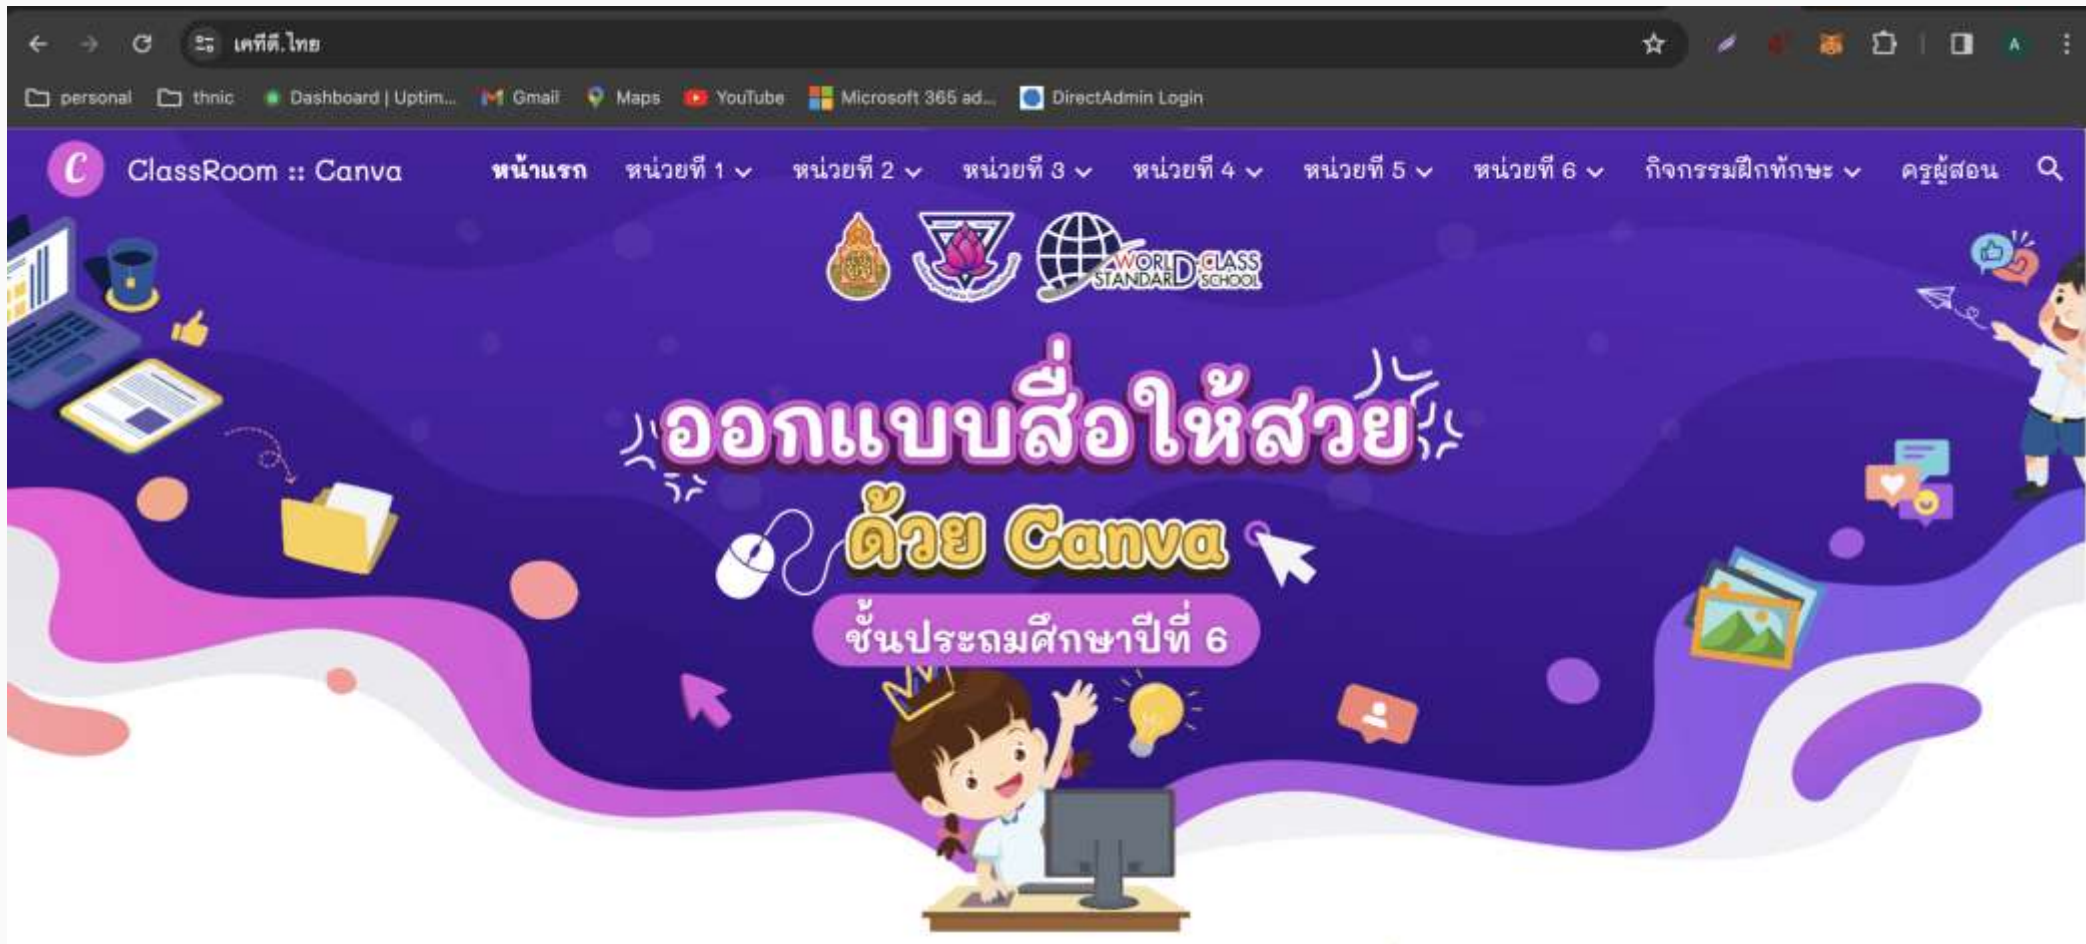 เคทีดี.ไทย
personal thnic Dashboard | Uptim... Gmail Maps YouTube Microsoft 365 ad... DirectAdmin Login
C ClassRoom :: Canva หน้าแรก หน่วยที่ 1 หน่วยที่ 2 หน่วยที่ 3 หน่วยที่ 4 หน่วยที่ 5 หน่วยที่ 6 กิจกรรมฝึกทักษะ ครูผู้สอน
WORLD-CLASS
STANDARD SCHOOL
ออกแบบสื่อให้สวย
ด้วย Canva
ชั้นประถมศึกษาปีที่ 6